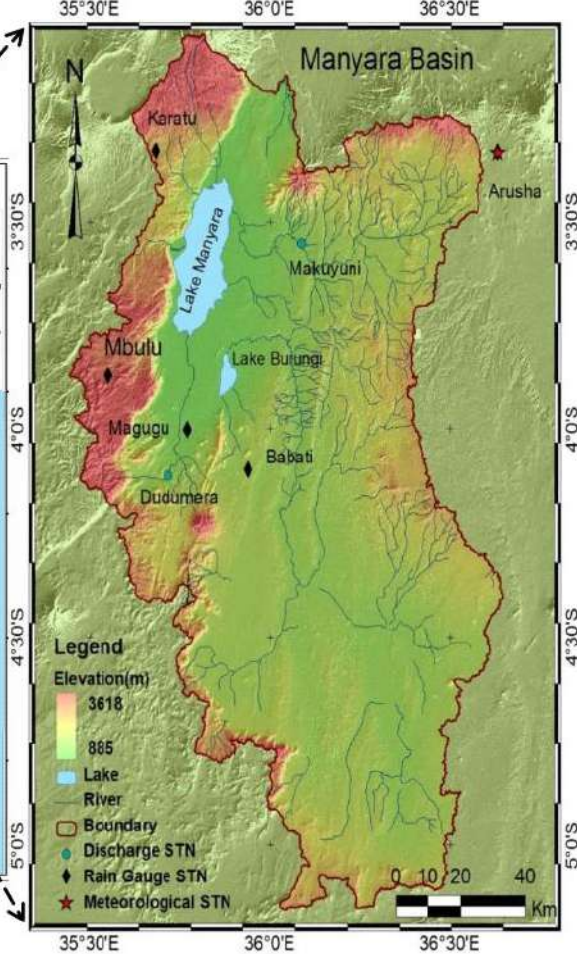 35°30'S
36°0'S
36°30'S
Manyara Basin
N
Karatu
Arusha
3°30'S
3°30'S
Lake Manyara
Makuyuni
Mbulu
Lake Burungi
4°0'S
4°0'S
Magugu
Babati
Dudumera
4°30'S
4°30'S
Legend
Elevation(m)
3618
885
Lake
River
Boundary
Discharge STN
Rain Gauge STN
Meteorological STN
5°0'S
5°0'S
0 10 20 40
Km
35°30'S
36°0'S
36°30'S